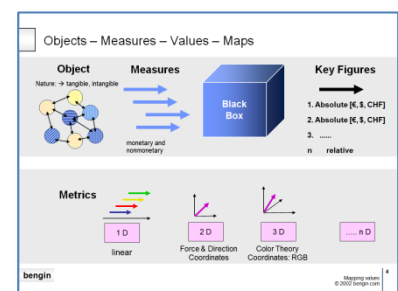 Objects – Measures – Values – Maps
Object
Nature: → tangible, intangible
Measures
monetary and
nonmonetary
Black
Box
Key Figures
1. Absolute [€, $, CHF]
2. Absolute [€, $, CHF]
3. ......
n relative
Metrics
1 D
linear
2 D
Force & Direction
Coordinates
3 D
Color Theory
Coordinates: RGB
..... n D
bengin
4
Mapping values
© 2002 bengin.com